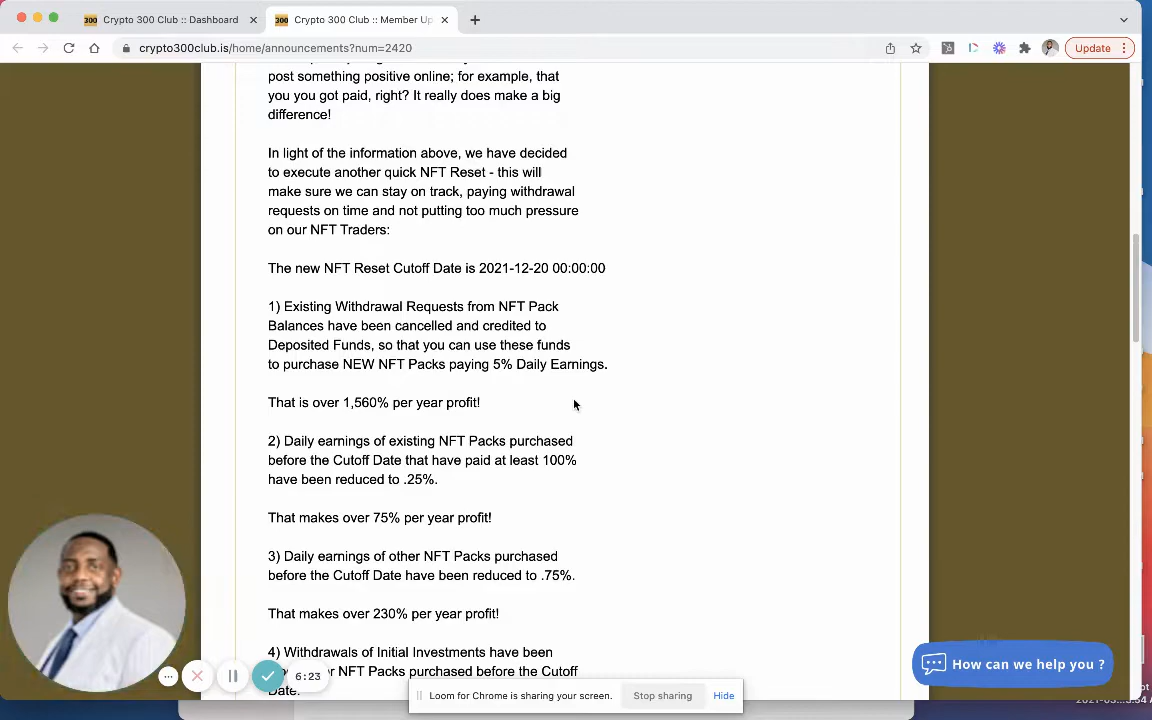 Crypto 300 Club :: Dashboard
Crypto 300 Club :: Member Up
crypto300club.is/home/announcements?num=2420
Update
post something positive online; for example, that
you you got paid, right? It really does make a big
difference!
In light of the information above, we have decided
to execute another quick NFT Reset - this will
make sure we can stay on track, paying withdrawal
requests on time and not putting too much pressure
on our NFT Traders:
The new NFT Reset Cutoff Date is 2021-12-20 00:00:00
1) Existing Withdrawal Requests from NFT Pack
Balances have been cancelled and credited to
Deposited Funds, so that you can use these funds
to purchase NEW NFT Packs paying 5% Daily Earnings.
That is over 1,560% per year profit!
2) Daily earnings of existing NFT Packs purchased
before the Cutoff Date that have paid at least 100%
have been reduced to .25%.
That makes over 75% per year profit!
3) Daily earnings of other NFT Packs purchased
before the Cutoff Date have been reduced to .75%.
That makes over 230% per year profit!
4) Withdrawals of Initial Investments have been
NFT Packs purchased before the Cutoff
Date.
6:23
How can we help you ?
Loom for Chrome is sharing your screen.
Stop sharing
Hide